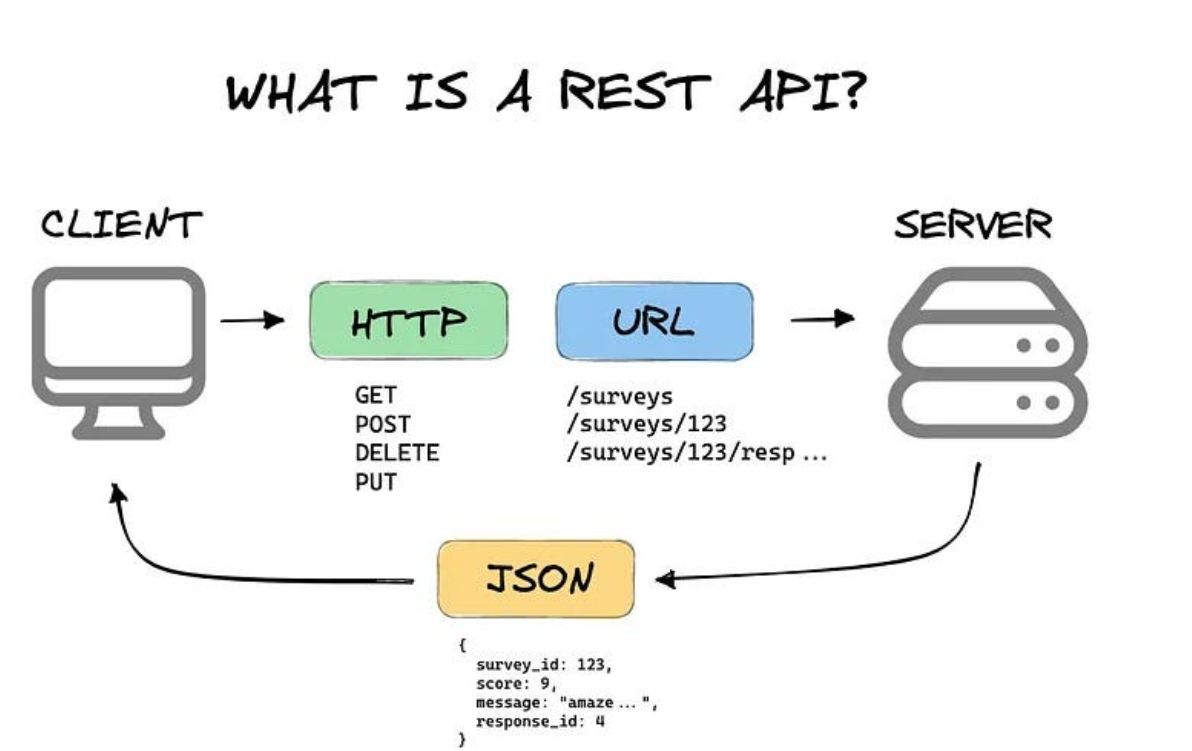 WHAT IS A REST API?
CLIENT
SERVER
HTTP
URL
GET
POST
DELETE
PUT
/surveys
/surveys/123
/surveys/123/resp ...
JSON
{
survey_id: 123,
score: 9,
message: "amaze ... ",
response_id: 4
}